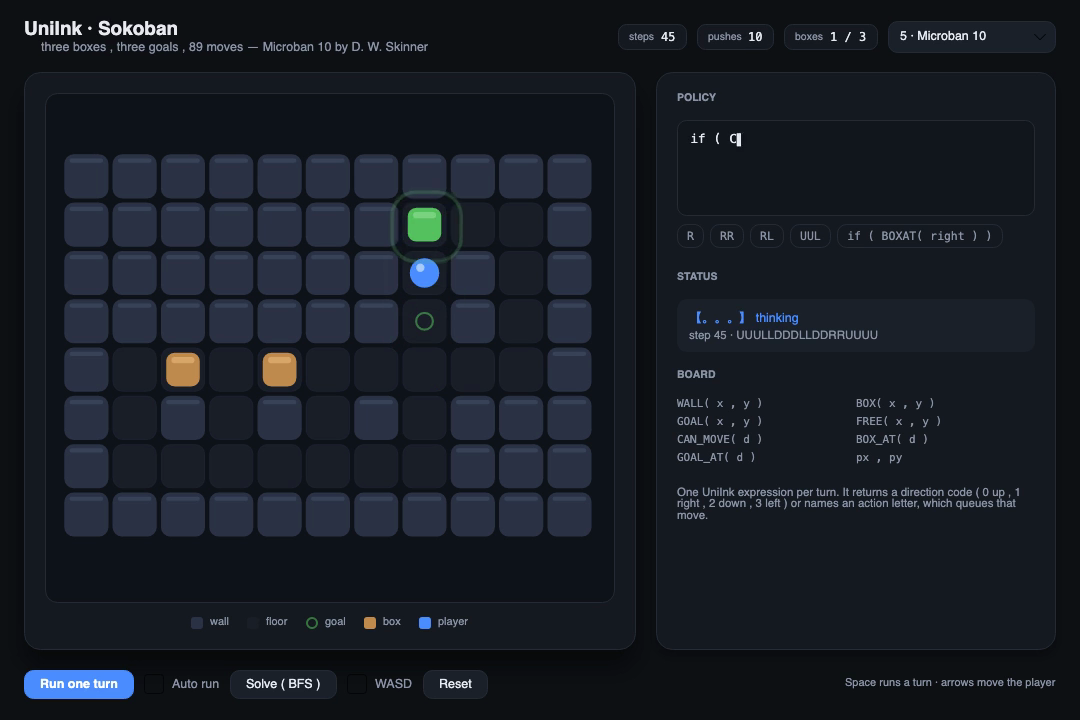 UniInk · Sokoban
three boxes , three goals , 89 moves — Microban 10 by D. W. Skinner
steps 45
pushes 10
boxes 1 / 3
5 · Microban 10
POLICY
if ( C
R
RR
RL
UUL
if ( BOXAT( right ) )
STATUS
【。。。】 thinking
step 45 · UUULLDDDLLDDRRUUUU
BOARD
WALL( x , y )
BOX( x , y )
GOAL( x , y )
FREE( x , y )
CAN_MOVE( d )
BOX_AT( d )
GOAL_AT( d )
px , py
One UniInk expression per turn. It returns a direction code ( 0 up , 1
right , 2 down , 3 left ) or names an action letter, which queues that
move.
wall
floor
goal
box
player
Run one turn
Auto run
Solve ( BFS )
WASD
Reset
Space runs a turn · arrows move the player